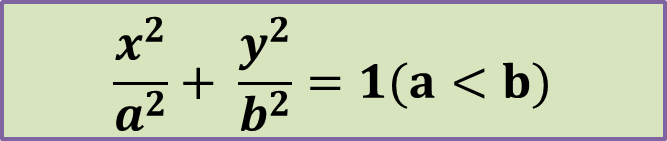 x²/a² + y²/b² = 1(a < b)